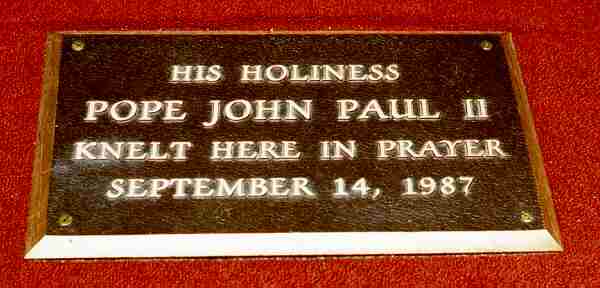 HIS HOLINESS
POPE JOHN PAUL II
KNELT HERE IN PRAYER
SEPTEMBER 14, 1987